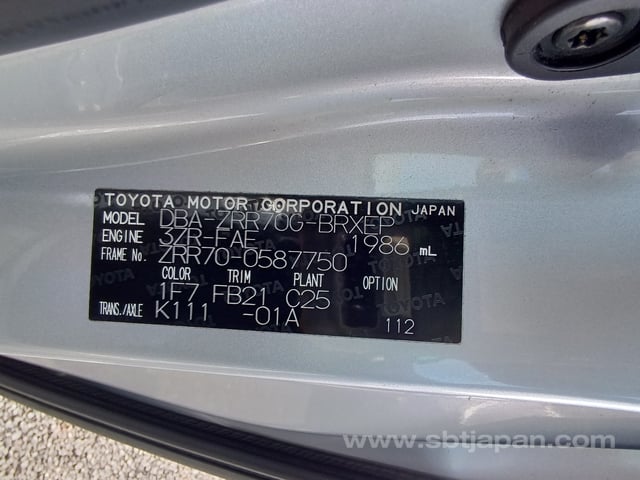 TOYOTA MOTOR CORPORATION JAPAN
MODEL DBA-ZRR70G-BRXEP
ENGINE 3ZR-FAE 1986 mL
FRAME No. ZRR70-0587750
COLOR TRIM PLANT OPTION
1F7 FB21 C25
TRANS./AXLE K111 -01A
112
www.sbtjapan.com